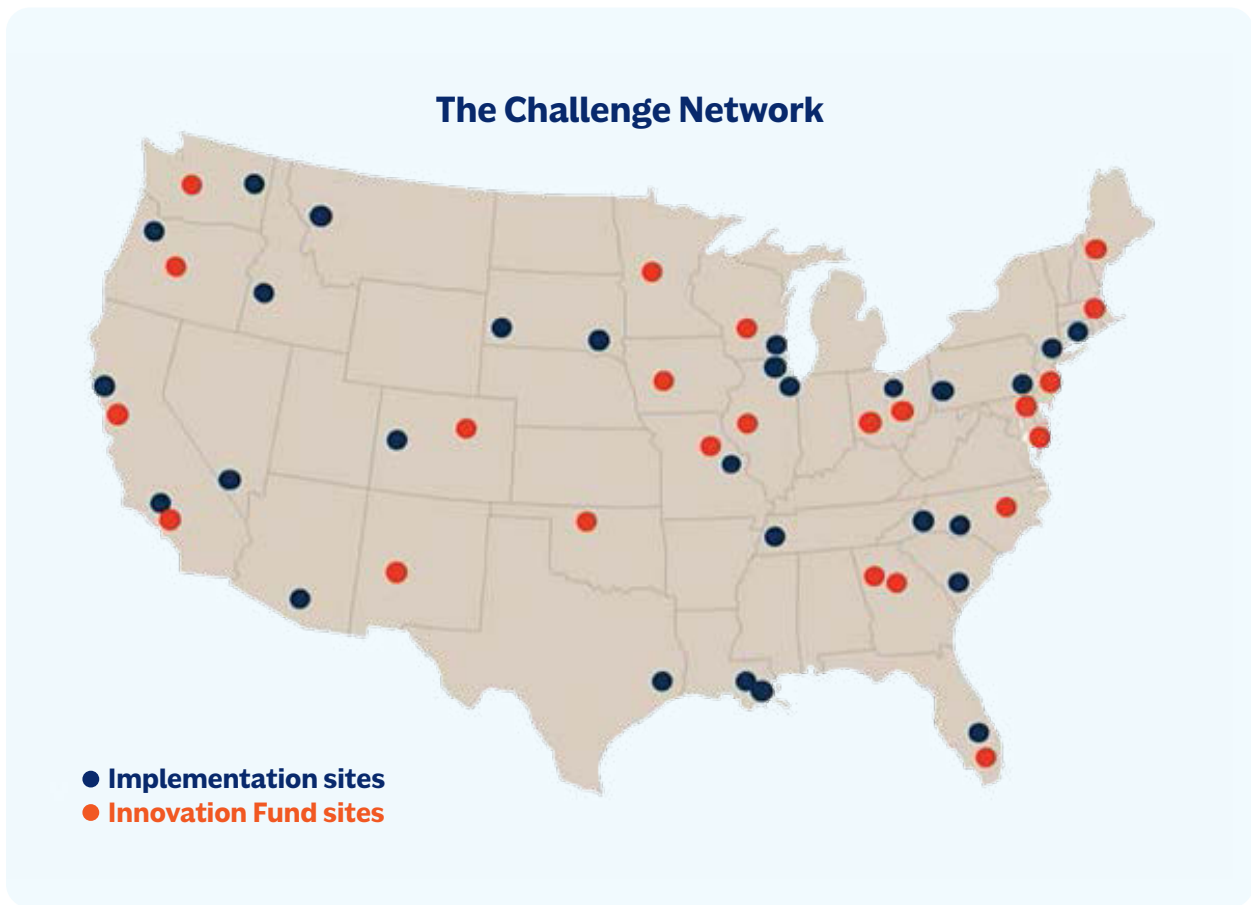 The Challenge Network
Implementation sites
Innovation Fund sites